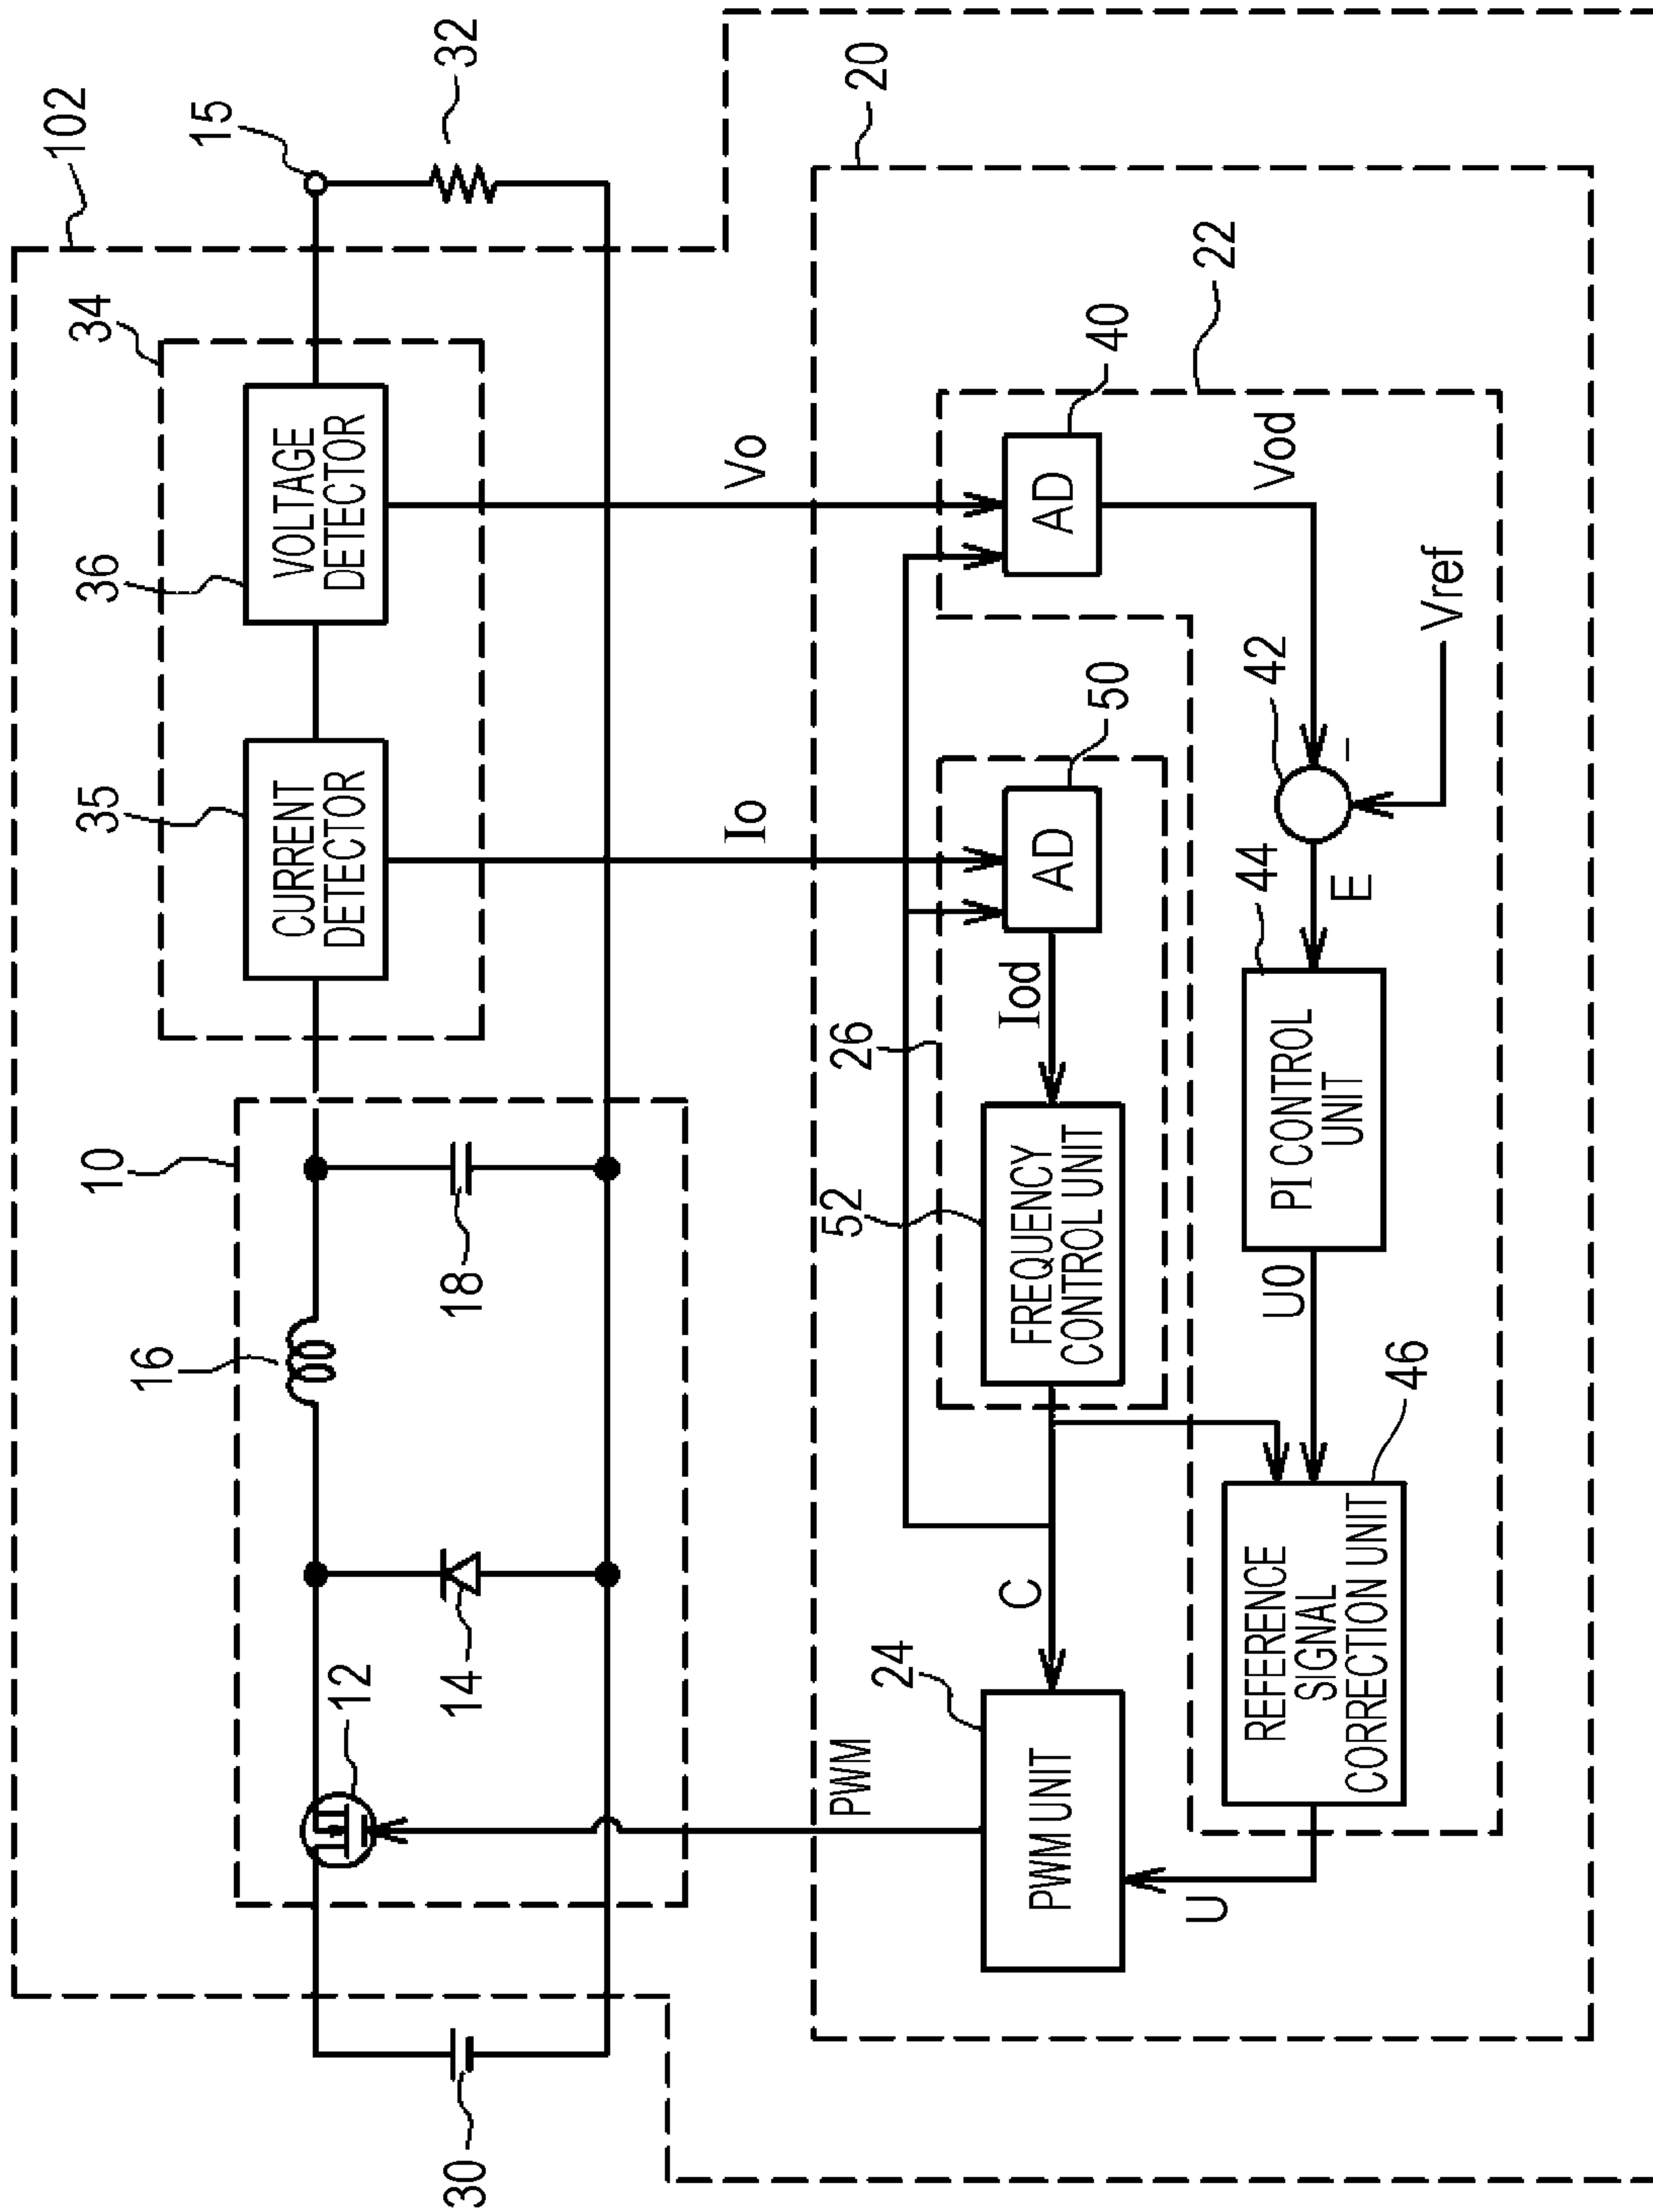 102
34
15
32
10
16
35
CURRENT
DETECTOR
36
VOLTAGE
DETECTOR
12
14
18
30
PWM
Io
Vo
20
24
PWM UNIT
C
52
FREQUENCY
CONTROL UNIT
26
Iod
AD
50
AD
40
22
U
REFERENCE
SIGNAL
CORRECTION UNIT
46
U0
PI CONTROL
UNIT
44
E
42
−
Vod
Vref